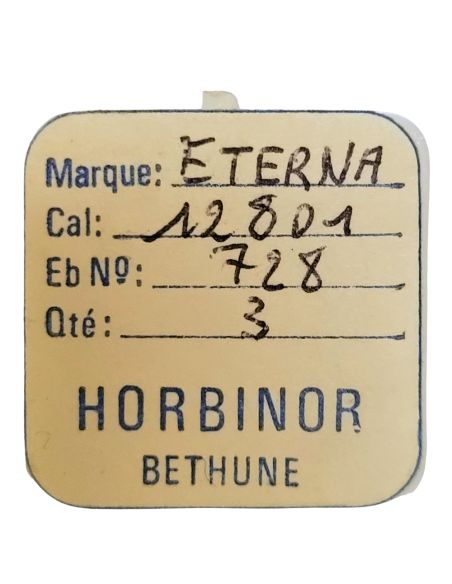 Marque: ETERNA
Cal: 12801
Eb Nº: 728
Qté: 3
HORBINOR
BETHUNE